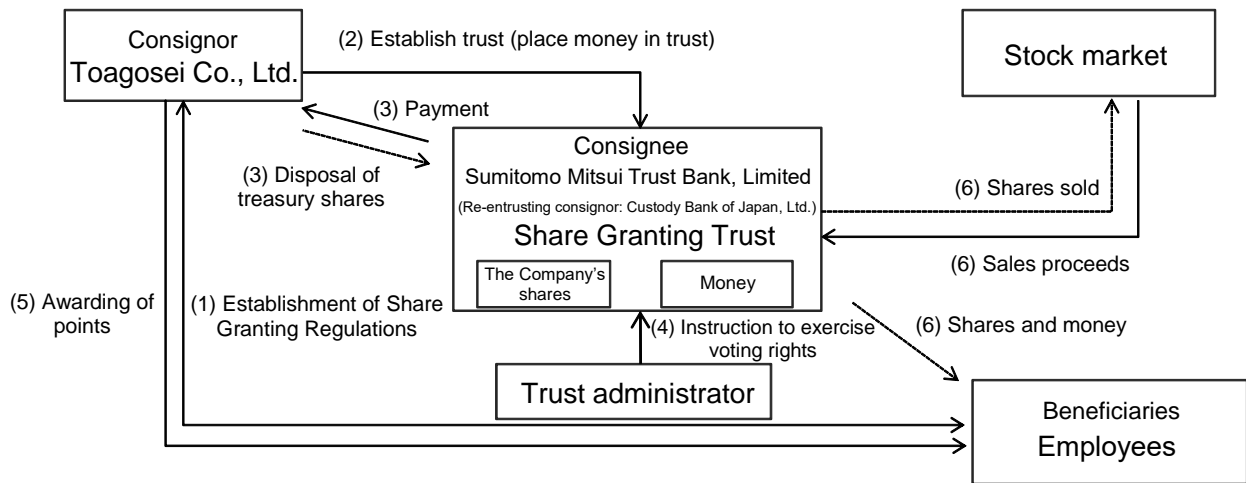 Consignor
Toagosei Co., Ltd.
(2) Establish trust (place money in trust)
Stock market
(3) Payment
(3) Disposal of
treasury shares
Consignee
Sumitomo Mitsui Trust Bank, Limited
(Re-entrusting consignor: Custody Bank of Japan, Ltd.)
Share Granting Trust
The Company's
shares
Money
(6) Shares sold
(6) Sales proceeds
(5) Awarding of
points
(1) Establishment of Share
Granting Regulations
(4) Instruction to exercise
voting rights
(6) Shares and money
Trust administrator
Beneficiaries
Employees